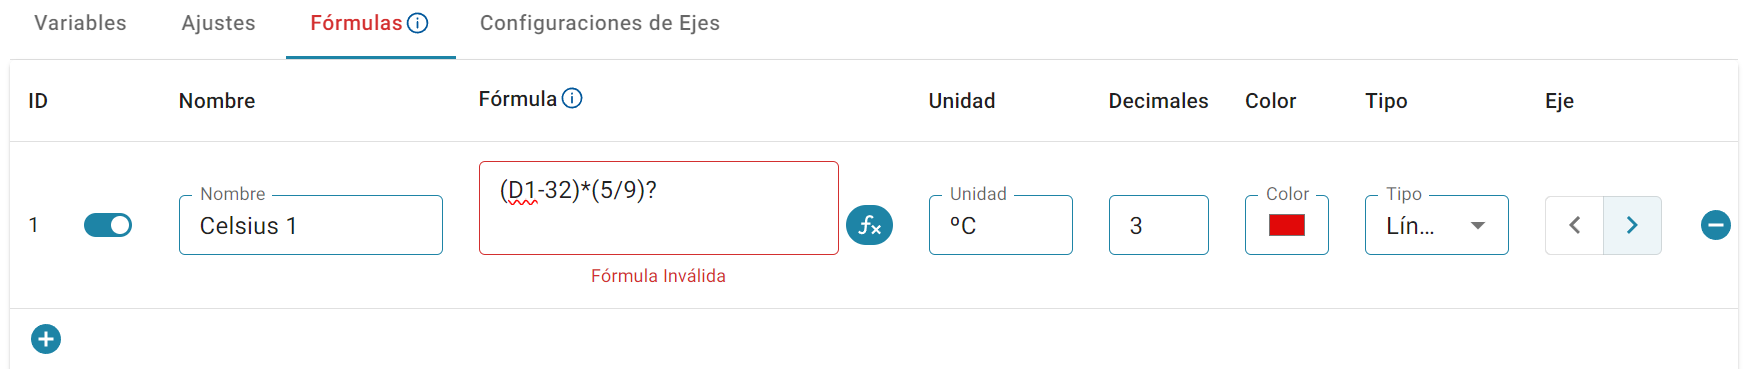 Variables Ajustes Fórmulas Configuraciones de Ejes
ID Nombre Fórmula Unidad Decimales Color Tipo Eje
Nombre Unidad Color Tipo
1 Celsius 1 (D1-32)*(5/9)? fx ºC 3 Lín...
Fórmula Inválida